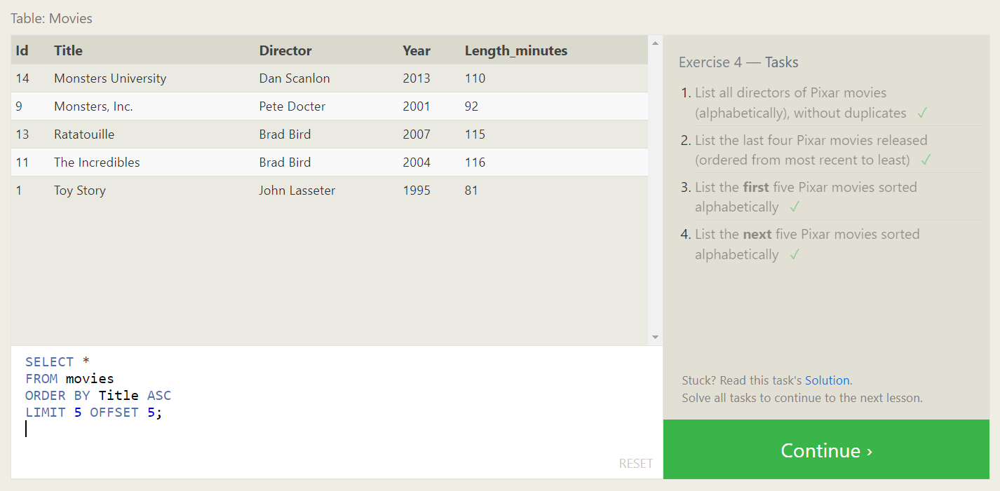 Table: Movies
Id Title Director Year Length_minutes
14 Monsters University Dan Scanlon 2013 110
9 Monsters, Inc. Pete Docter 2001 92
13 Ratatouille Brad Bird 2007 115
11 The Incredibles Brad Bird 2004 116
1 Toy Story John Lasseter 1995 81
SELECT *
FROM movies
ORDER BY Title ASC
LIMIT 5 OFFSET 5;
RESET
Exercise 4 — Tasks
1. List all directors of Pixar movies
(alphabetically), without duplicates ✓
2. List the last four Pixar movies released
(ordered from most recent to least) ✓
3. List the first five Pixar movies sorted
alphabetically ✓
4. List the next five Pixar movies sorted
alphabetically ✓
Stuck? Read this task's Solution.
Solve all tasks to continue to the next lesson.
Continue ›